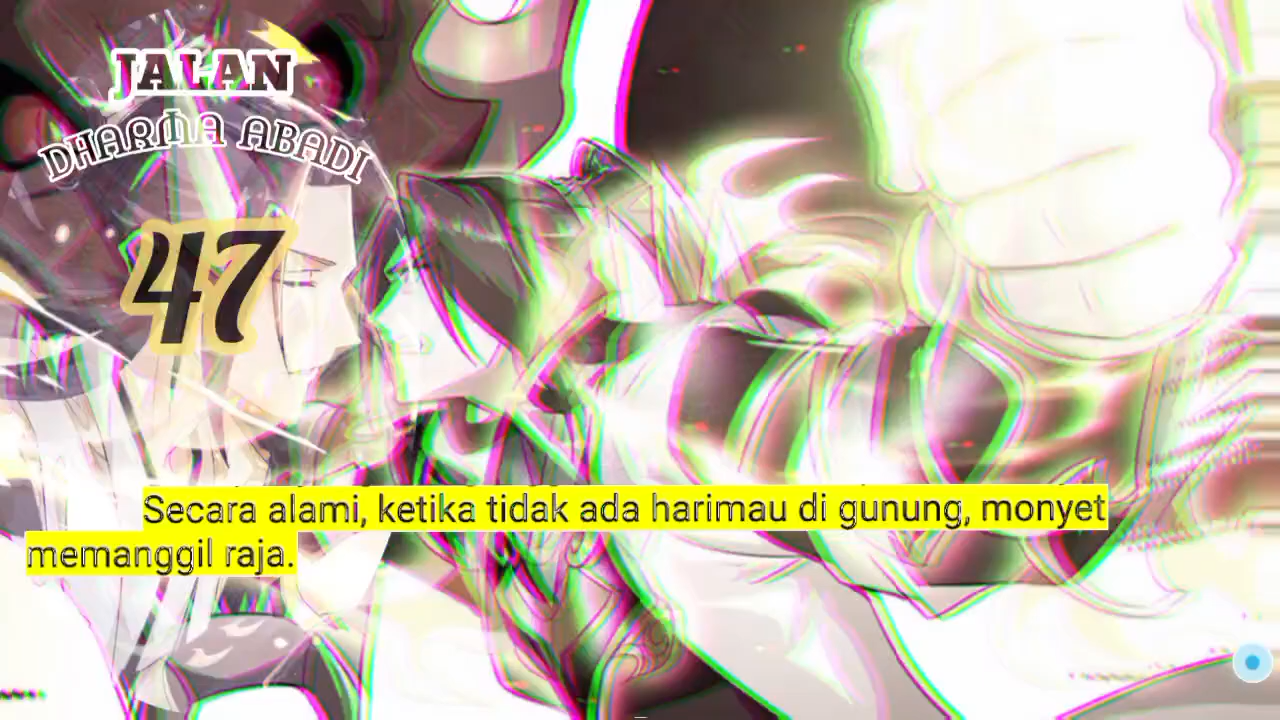 JALAN
DHARMA ABADI
47
Secara alami, ketika tidak ada harimau di gunung, monyet
memanggil raja.